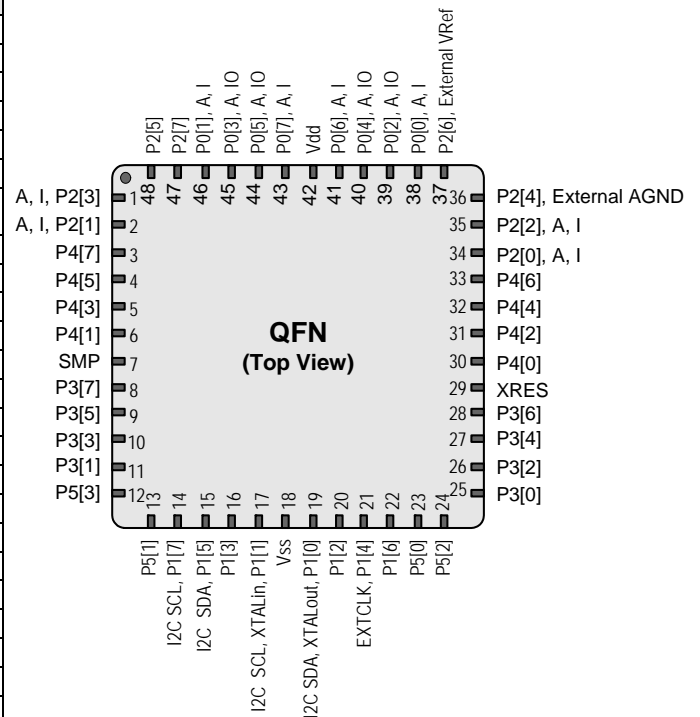 P2[5]
P2[7]
P0[1], A, I
P0[3], A, IO
P0[5], A, IO
P0[7], A, I
Vdd
P0[6], A, I
P0[4], A, IO
P0[2], A, IO
P0[0], A, I
P2[6], External VRef
48
47
46
45
44
43
42
41
40
39
38
37
A, I, P2[3]
1
A, I, P2[1]
2
P4[7]
3
P4[5]
4
P4[3]
5
P4[1]
6
SMP
7
P3[7]
8
P3[5]
9
P3[3]
10
P3[1]
11
P5[3]
12
QFN
(Top View)
36
P2[4], External AGND
35
P2[2], A, I
34
P2[0], A, I
33
P4[6]
32
P4[4]
31
P4[2]
30
P4[0]
29
XRES
28
P3[6]
27
P3[4]
26
P3[2]
25
P3[0]
13
14
15
16
17
18
19
20
21
22
23
24
P5[1]
I2C SCL, P1[7]
I2C SDA, P1[5]
P1[3]
I2C SCL, XTALin, P1[1]
Vss
I2C SDA, XTALout, P1[0]
P1[2]
EXTCLK, P1[4]
P1[6]
P5[0]
P5[2]